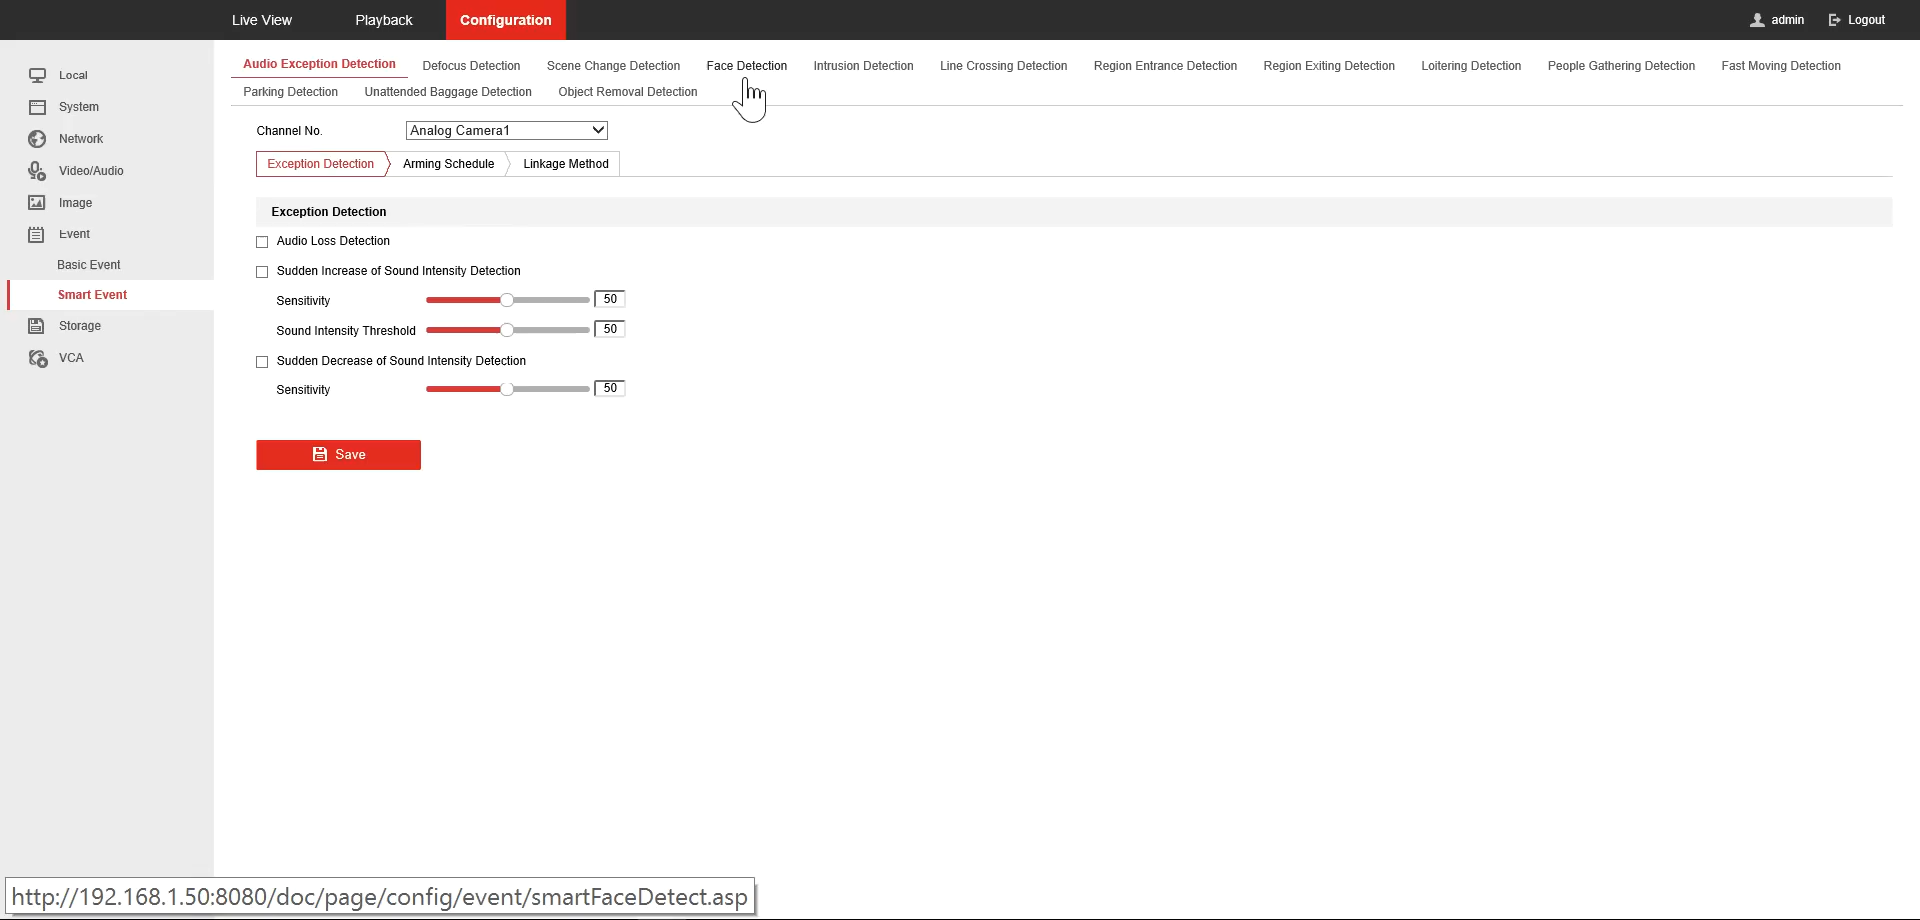 Live View Playback Configuration admin Logout
Audio Exception Detection Defocus Detection Scene Change Detection Face Detection Intrusion Detection Line Crossing Detection Region Entrance Detection Region Exiting Detection Loitering Detection People Gathering Detection Fast Moving Detection
Parking Detection Unattended Baggage Detection Object Removal Detection
Local
System
Network
Video/Audio
Image
Event
Basic Event
Smart Event
Storage
VCA
Channel No. Analog Camera1
Exception Detection Arming Schedule Linkage Method
Exception Detection
Audio Loss Detection
Sudden Increase of Sound Intensity Detection
Sensitivity 50
Sound Intensity Threshold 50
Sudden Decrease of Sound Intensity Detection
Sensitivity 50
Save
http://192.168.1.50:8080/doc/page/config/event/smartFaceDetect.asp